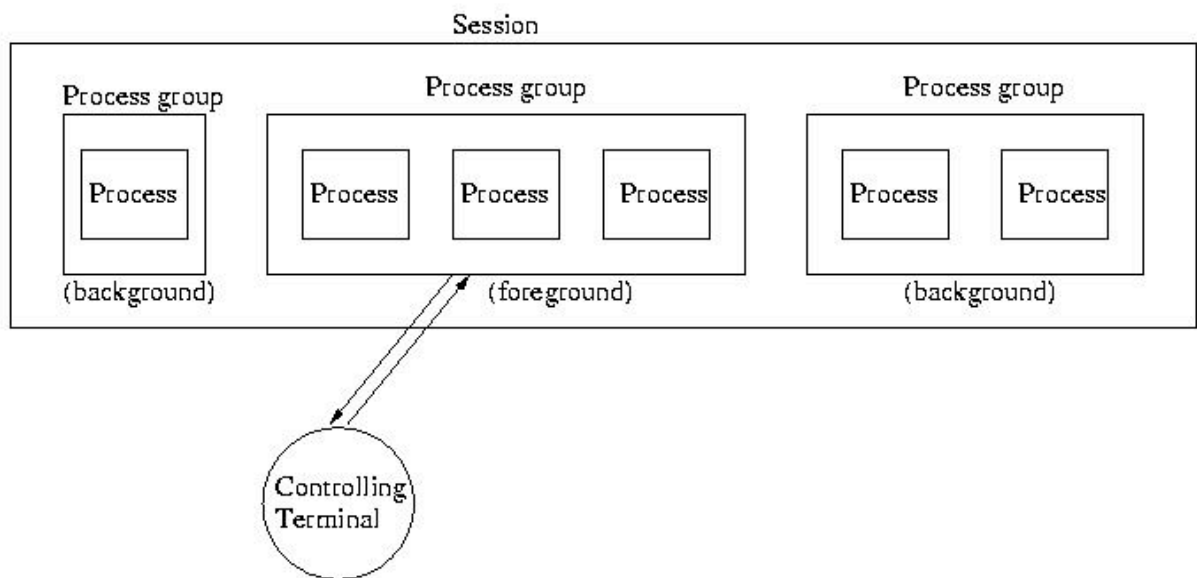 Session
Process group
Process group
Process group
Process
Process
Process
Process
Process
Process
(background)
(foreground)
(background)
Controlling
Terminal